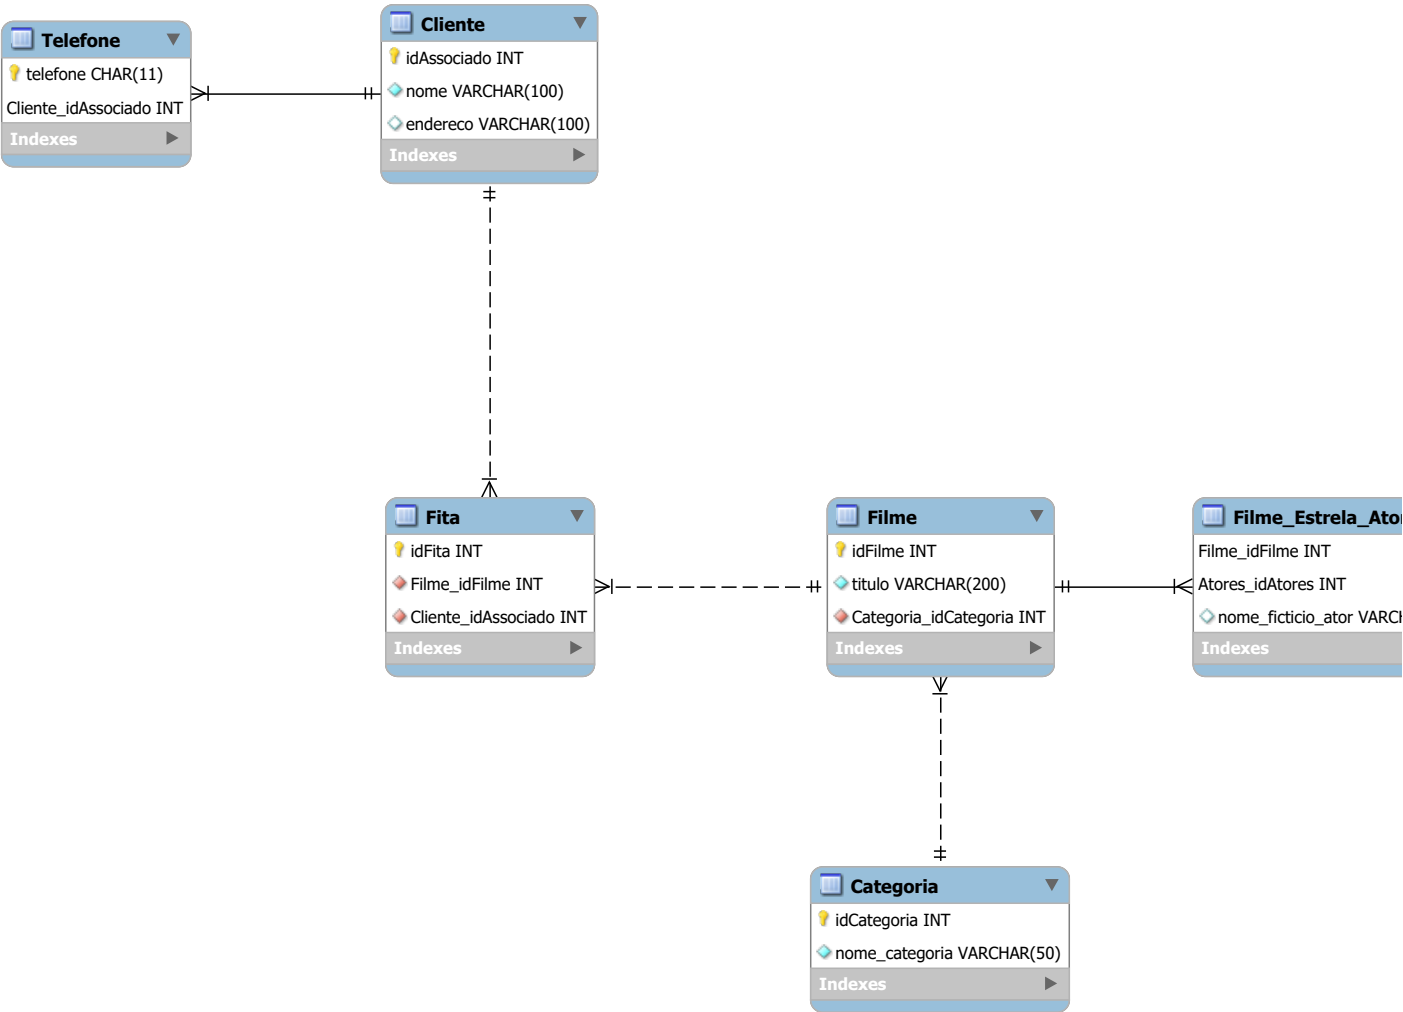 Telefone
telefone CHAR(11)
Cliente_idAssociado INT
Indexes
Cliente
idAssociado INT
nome VARCHAR(100)
endereco VARCHAR(100)
Indexes
Fita
idFita INT
Filme_idFilme INT
Cliente_idAssociado INT
Indexes
Filme
idFilme INT
titulo VARCHAR(200)
Categoria_idCategoria INT
Indexes
Filme_Estrela_Ato
Filme_idFilme INT
Atores_idAtores INT
nome_ficticio_ator VARC
Indexes
Categoria
idCategoria INT
nome_categoria VARCHAR(50)
Indexes